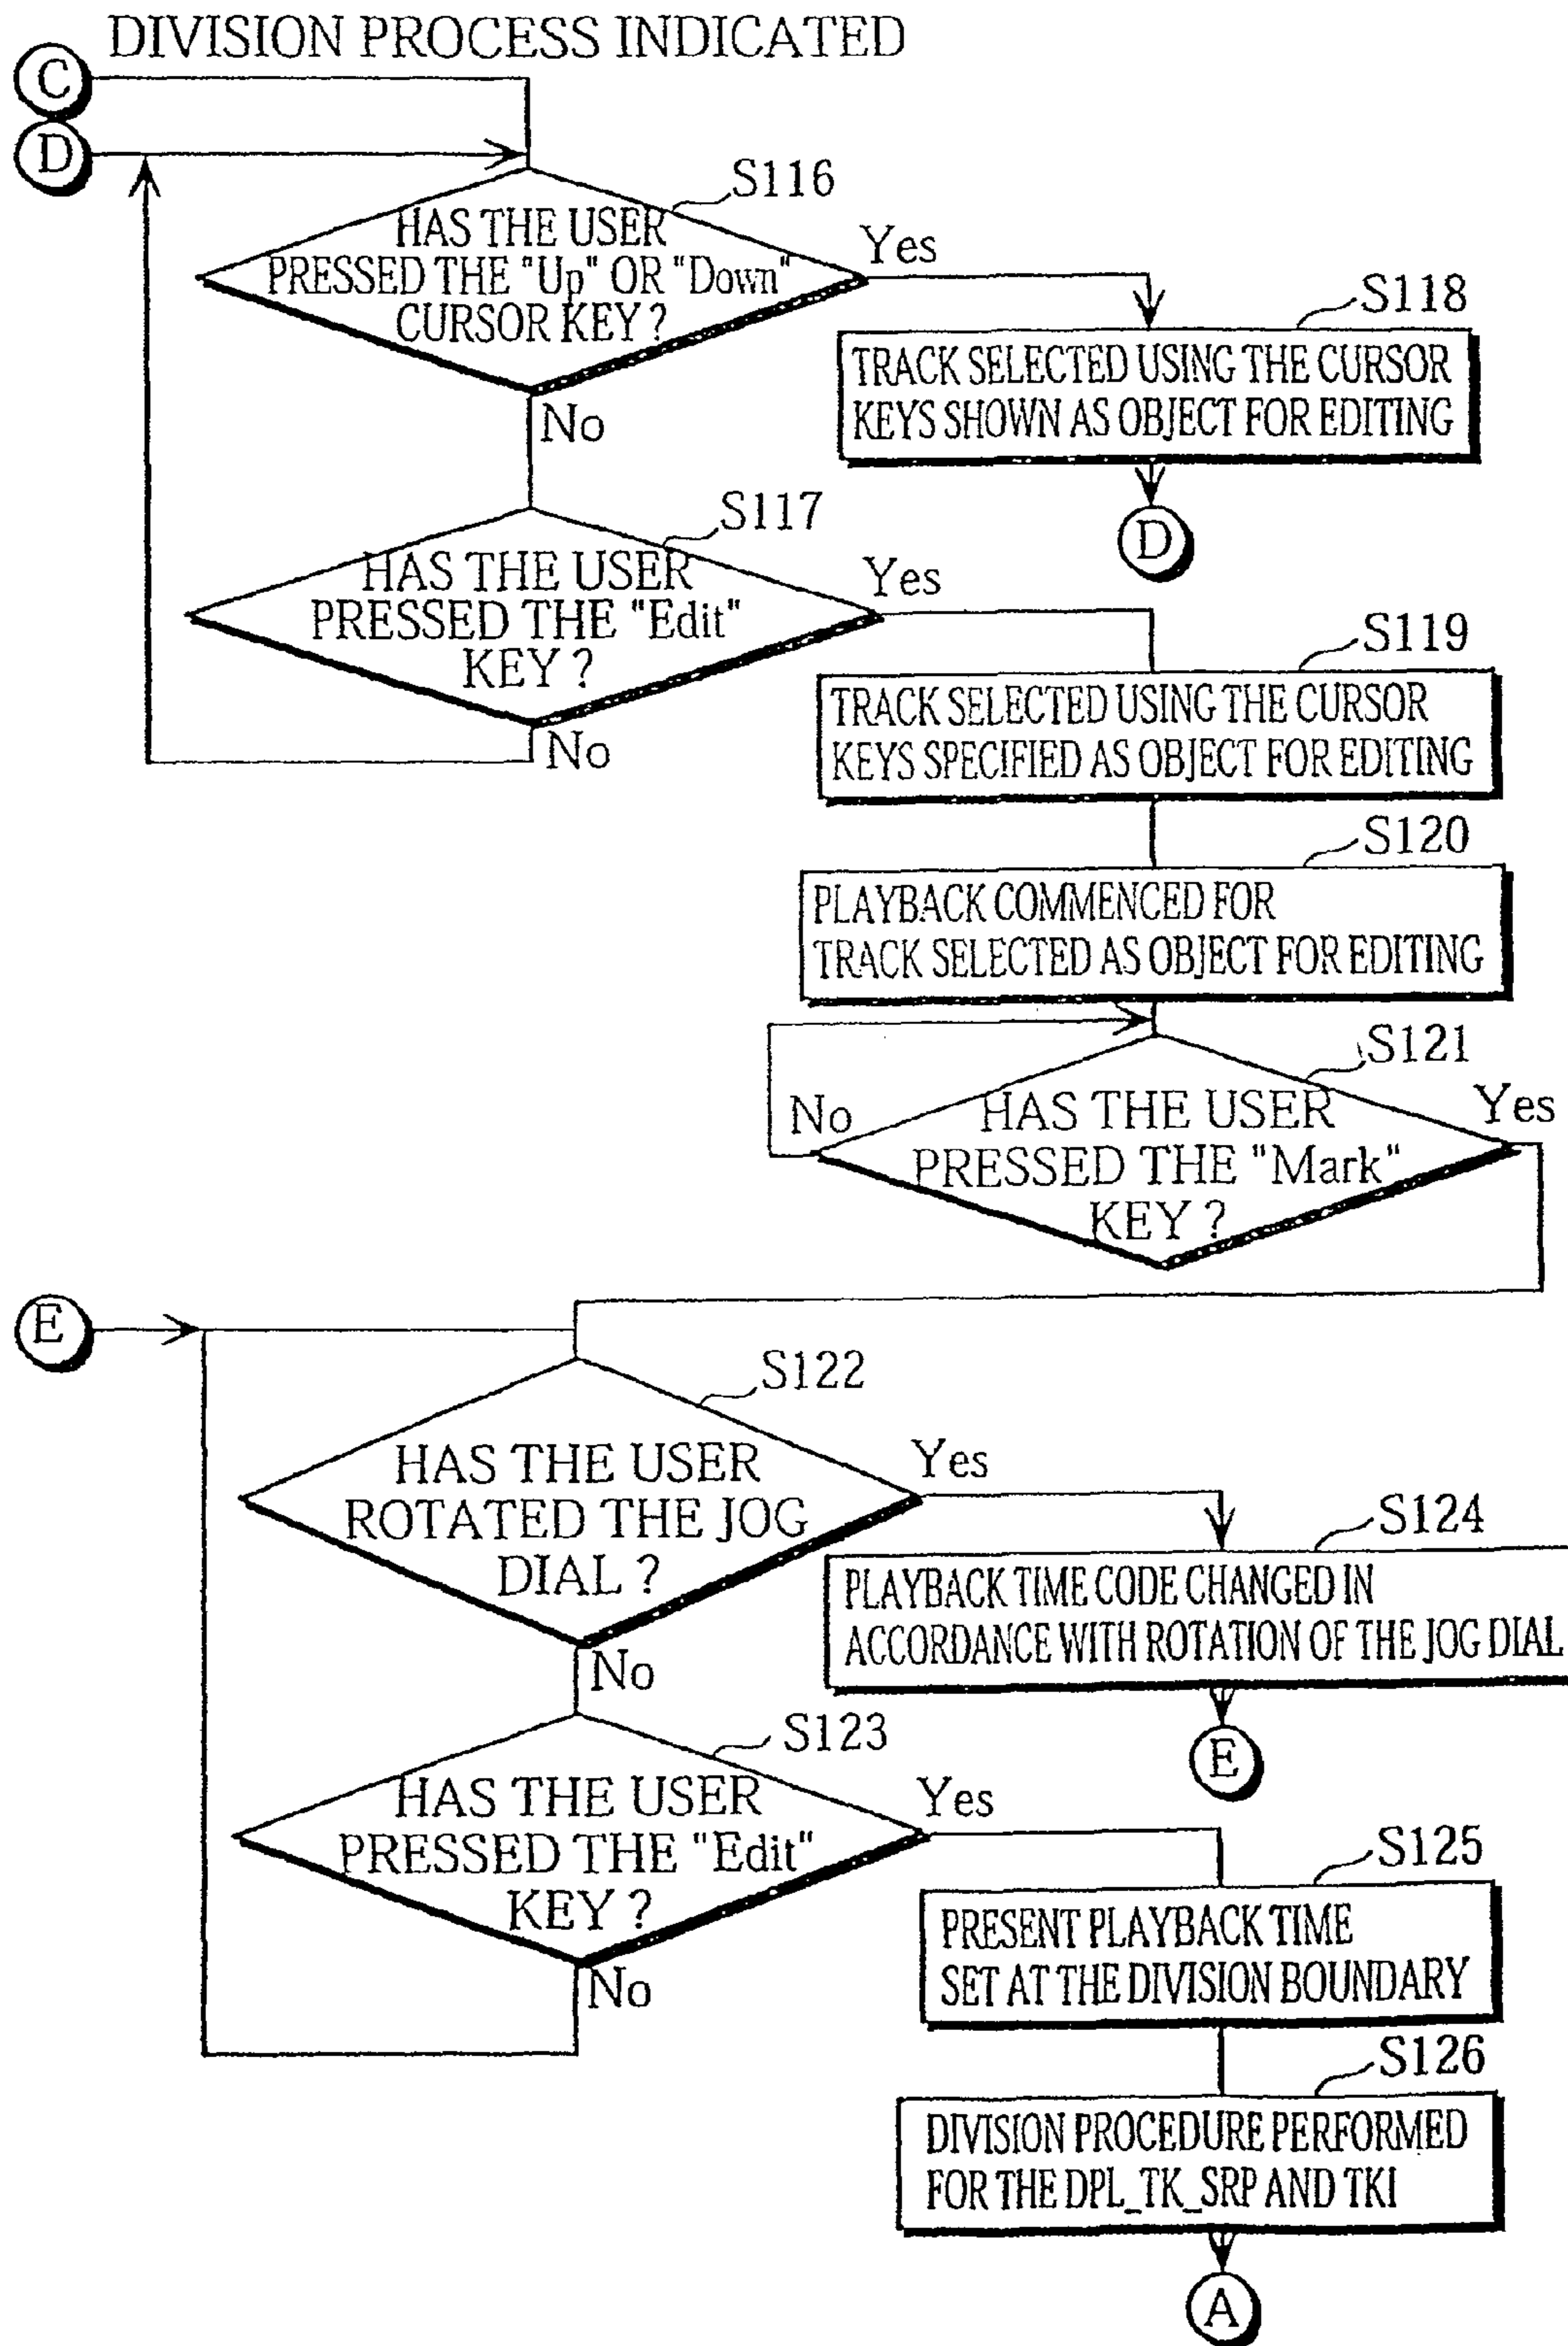 DIVISION PROCESS INDICATED
C
D
S116
HAS THE USER
PRESSED THE "Up" OR "Down"
CURSOR KEY ?
Yes
No
S118
TRACK SELECTED USING THE CURSOR
KEYS SHOWN AS OBJECT FOR EDITING
D
S117
HAS THE USER
PRESSED THE "Edit"
KEY ?
Yes
No
S119
TRACK SELECTED USING THE CURSOR
KEYS SPECIFIED AS OBJECT FOR EDITING
S120
PLAYBACK COMMENCED FOR
TRACK SELECTED AS OBJECT FOR EDITING
S121
No
HAS THE USER
PRESSED THE "Mark"
KEY ?
Yes
E
S122
HAS THE USER
ROTATED THE JOG
DIAL ?
Yes
No
S124
PLAYBACK TIME CODE CHANGED IN
ACCORDANCE WITH ROTATION OF THE JOG DIAL
E
S123
HAS THE USER
PRESSED THE "Edit"
KEY ?
Yes
No
S125
PRESENT PLAYBACK TIME
SET AT THE DIVISION BOUNDARY
S126
DIVISION PROCEDURE PERFORMED
FOR THE DPL_TK_SRP AND TKI
A